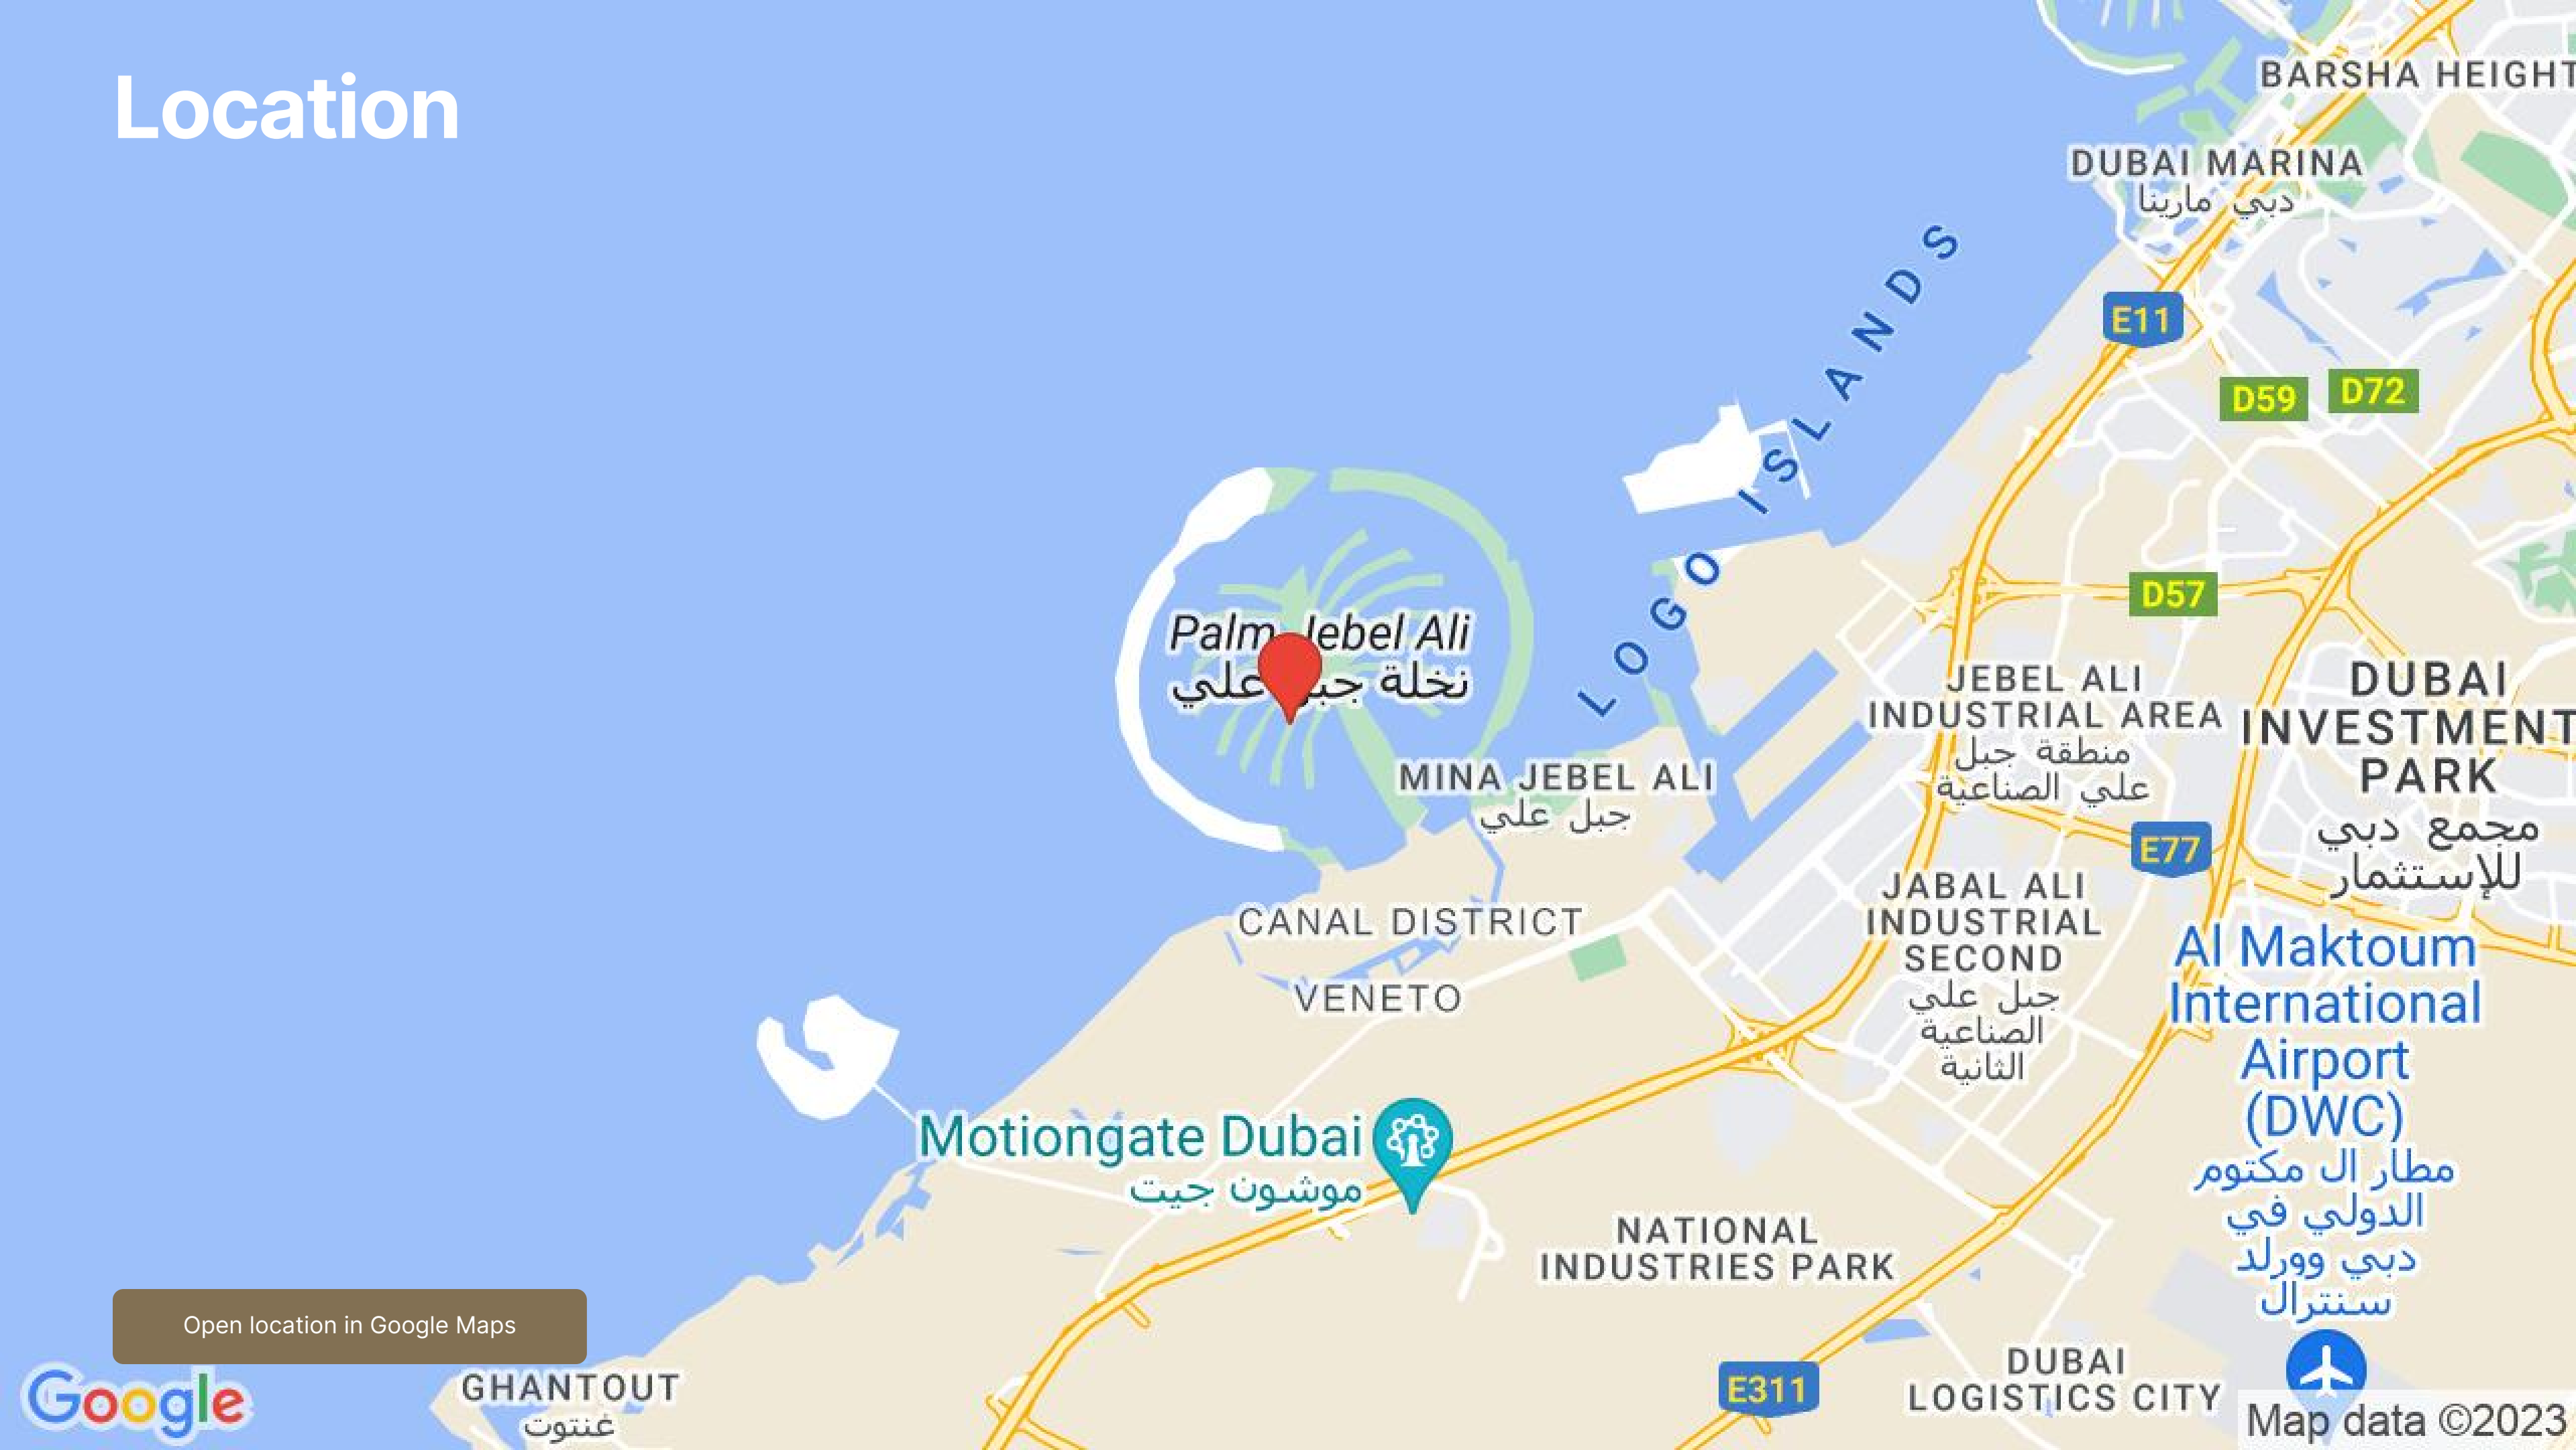 Location
BARSHA HEIGHT
DUBAI MARINA
دبي مارينا
E11
D59
D72
LOGO ISLANDS
D57
Palm Jebel Ali
نخلة جبل علي
MINA JEBEL ALI
جبل علي
JEBEL ALI
INDUSTRIAL AREA
منطقة جبل
علي الصناعية
DUBAI
INVESTMENT
PARK
مجمع دبي
للإستثمار
E77
CANAL DISTRICT
VENETO
JABAL ALI
INDUSTRIAL
SECOND
جبل علي
الصناعية
الثانية
Al Maktoum
International
Airport
(DWC)
مطار ال مكتوم
الدولي في
دبي وورلد
سنترال
Motiongate Dubai
موشون جيت
NATIONAL
INDUSTRIES PARK
Open location in Google Maps
GHANTOUT
غنتوت
E311
DUBAI
LOGISTICS CITY
Google
Map data ©2023